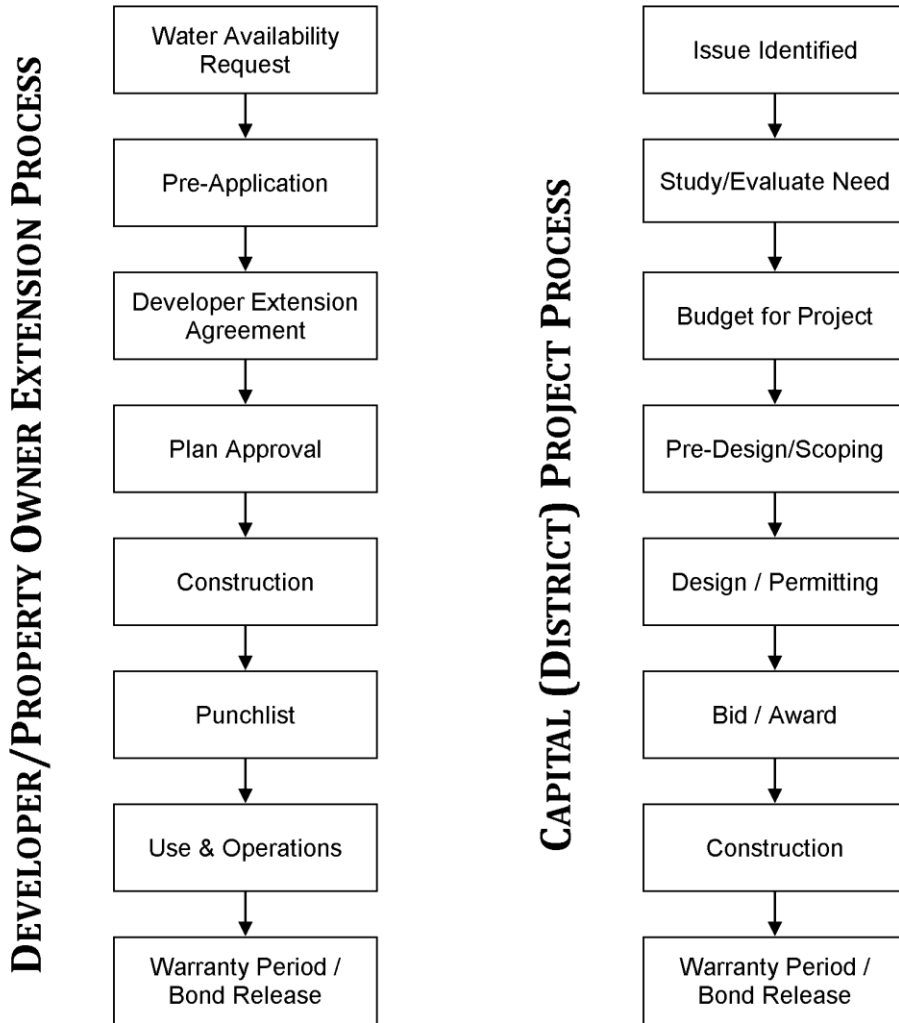 DEVELOPER/PROPERTY OWNER EXTENSION PROCESS
Water Availability
Request
Pre-Application
Developer Extension
Agreement
Plan Approval
Construction
Punchlist
Use & Operations
Warranty Period /
Bond Release
CAPITAL (DISTRICT) PROJECT PROCESS
Issue Identified
Study/Evaluate Need
Budget for Project
Pre-Design/Scoping
Design / Permitting
Bid / Award
Construction
Warranty Period /
Bond Release